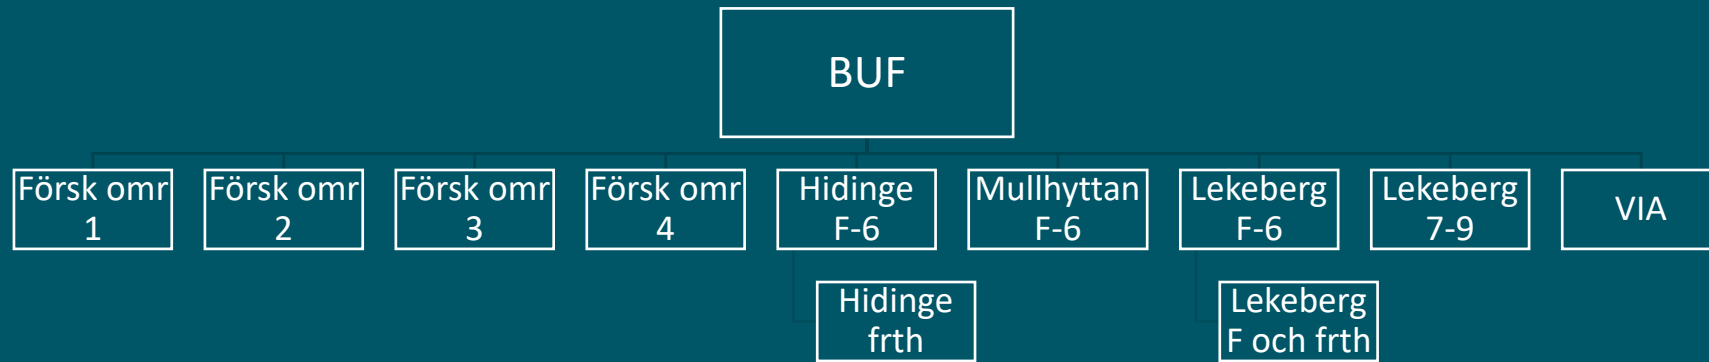 BUF
Försk omr
1
Försk omr
2
Försk omr
3
Försk omr
4
Hidinge
F-6
Mullhyttan
F-6
Lekeberg
F-6
Lekeberg
7-9
VIA
Hidinge
frth
Lekeberg
F och frth